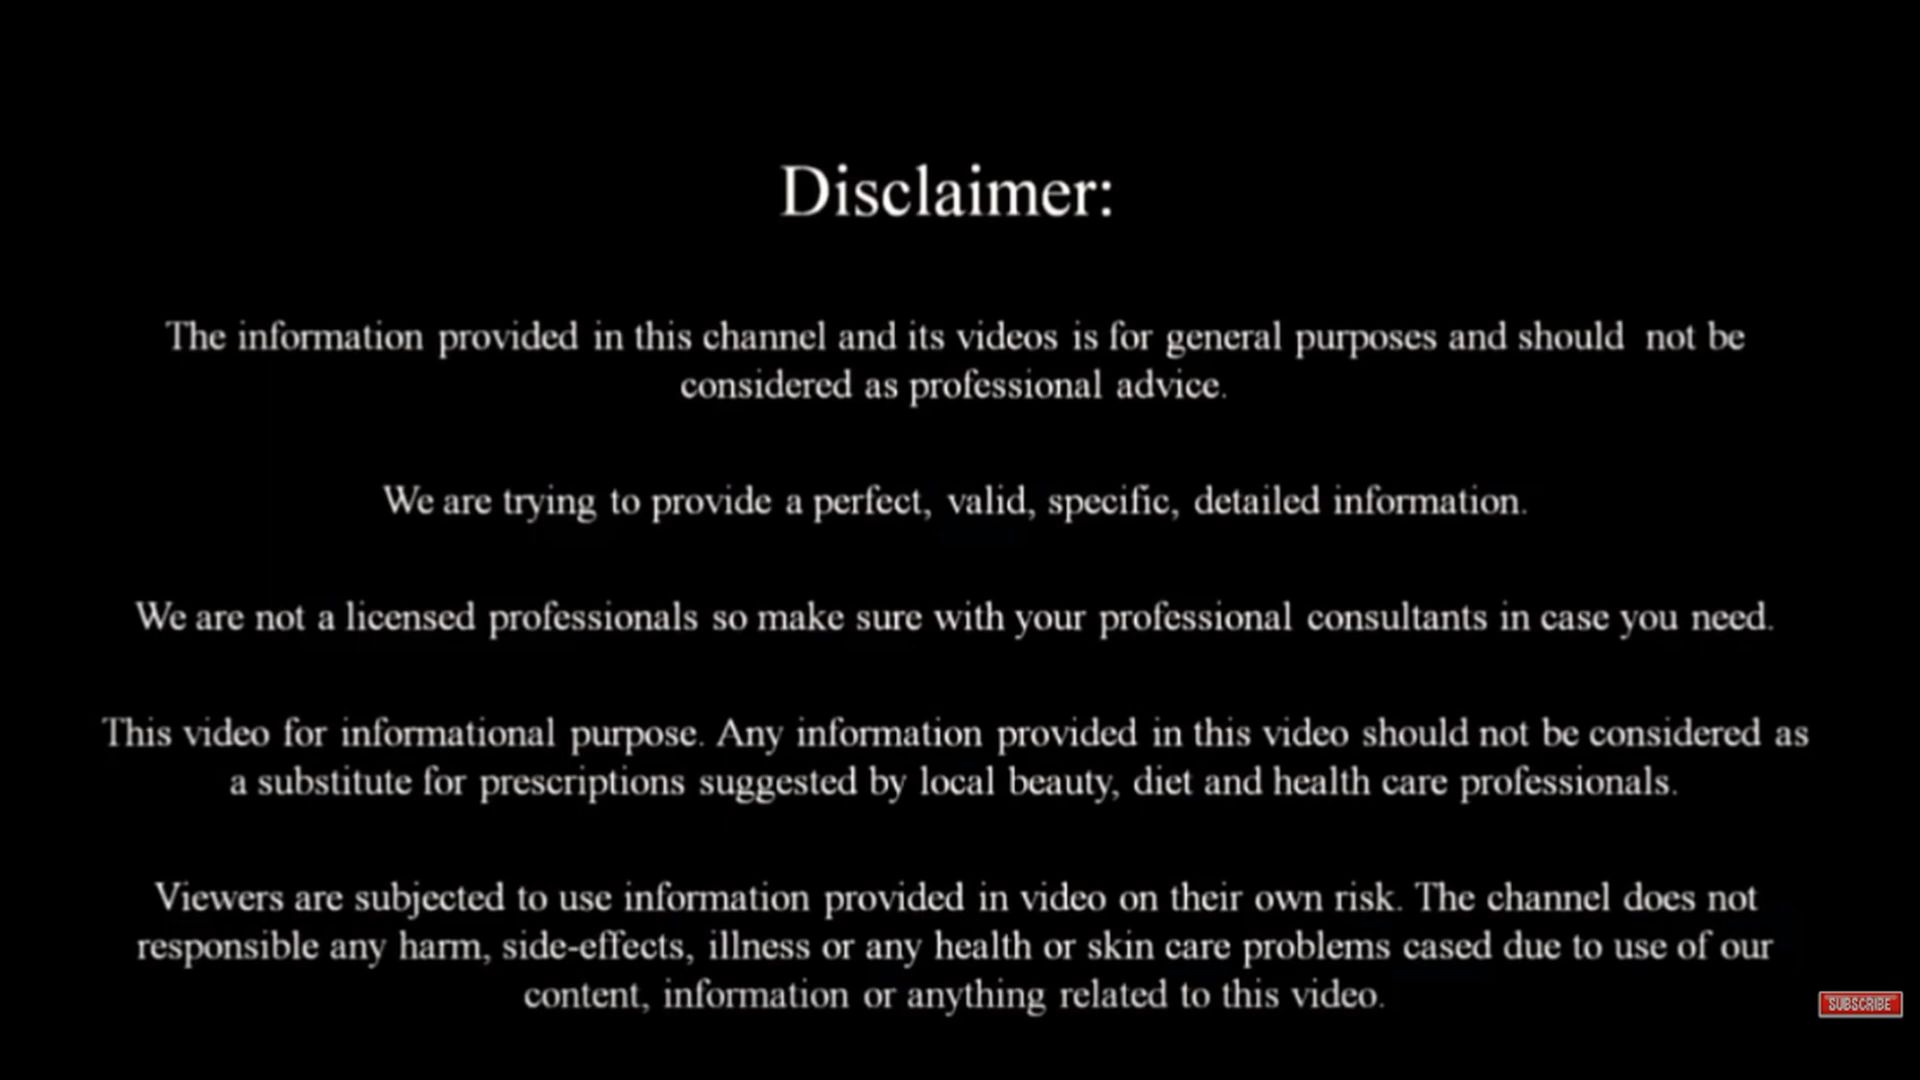 Disclaimer:
The information provided in this channel and its videos is for general purposes and should not be
considered as professional advice.
We are trying to provide a perfect, valid, specific, detailed information.
We are not a licensed professionals so make sure with your professional consultants in case you need.
This video for informational purpose. Any information provided in this video should not be considered as
a substitute for prescriptions suggested by local beauty, diet and health care professionals.
Viewers are subjected to use information provided in video on their own risk. The channel does not
responsible any harm, side-effects, illness or any health or skin care problems cased due to use of our
content, information or anything related to this video.
SUBSCRIBE